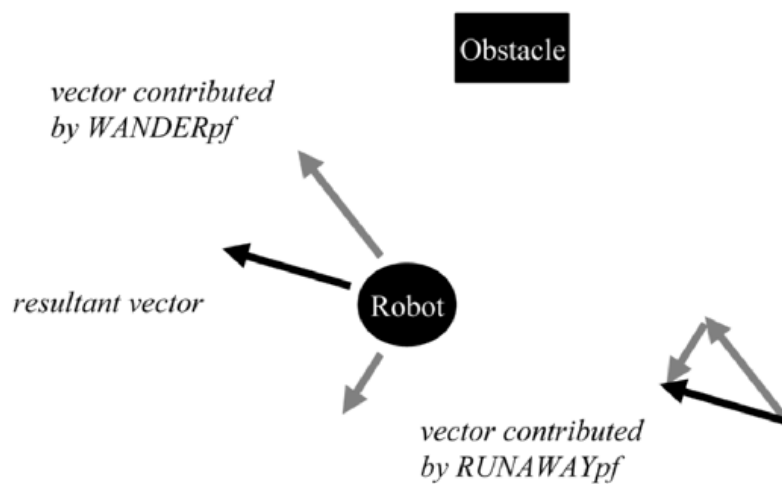 Obstacle
vector contributed
by WANDERpf
resultant vector
Robot
vector contributed
by RUNAWAYpf